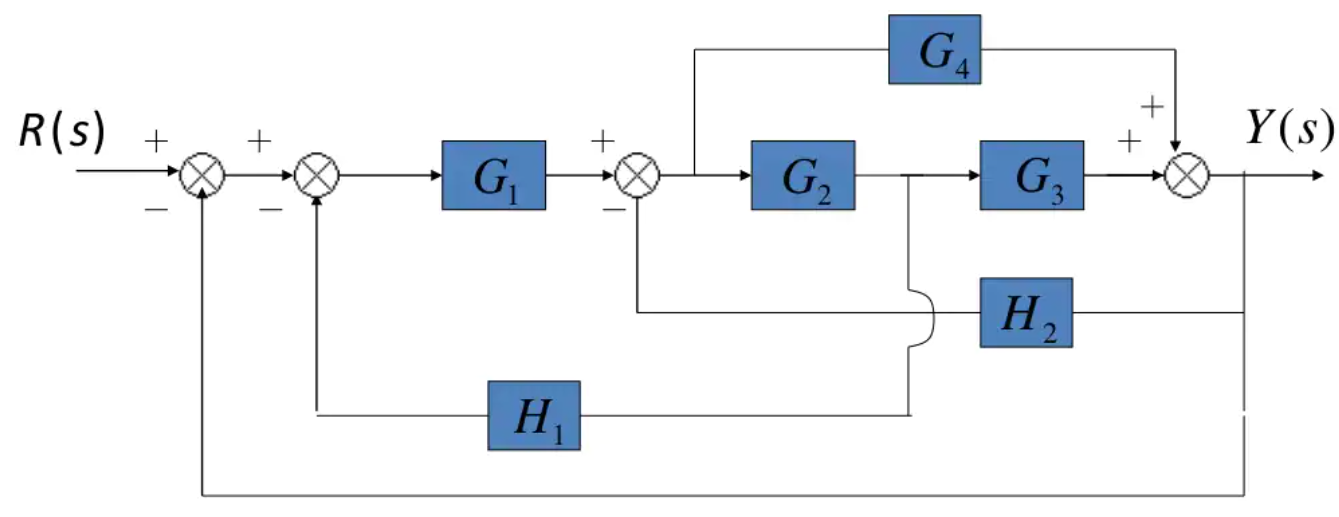 G₄
R(s) + − + − G₁ + − G₂ G₃ + + Y(s)
H₂
H₁